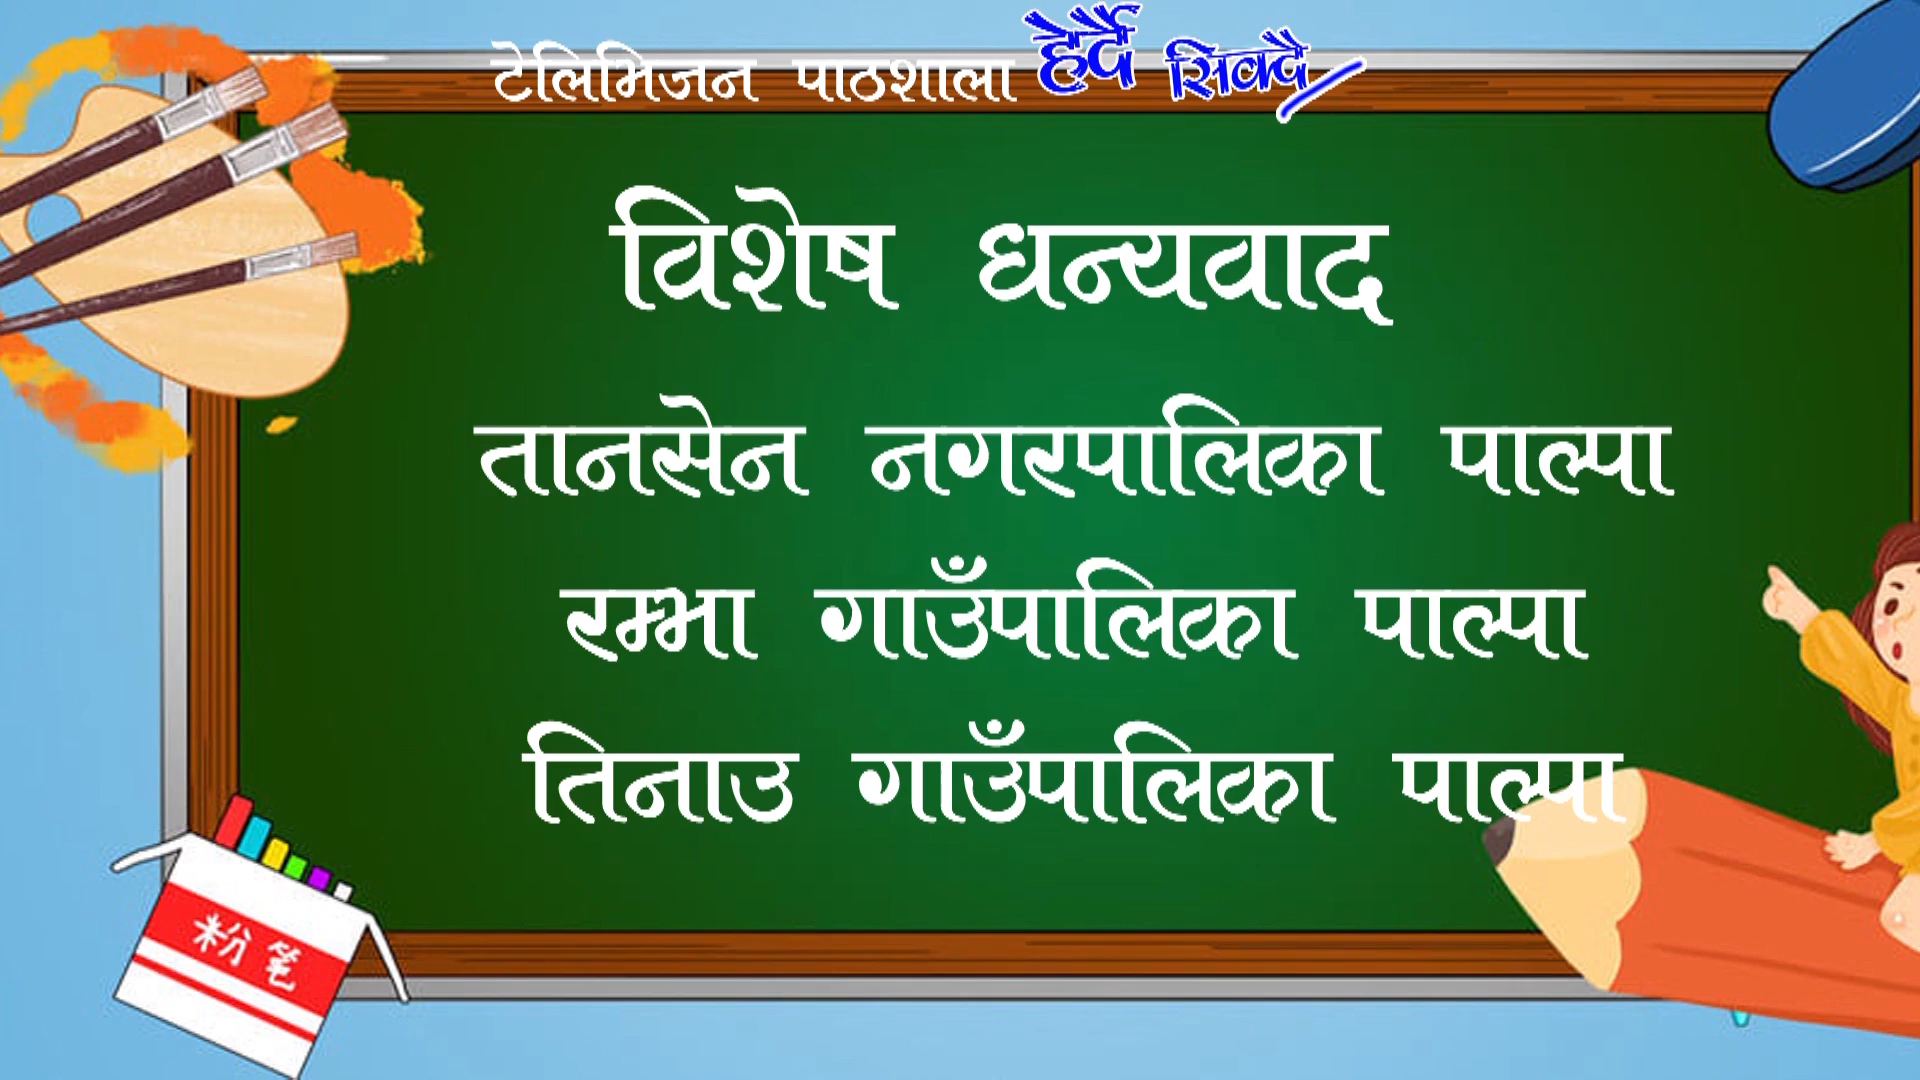 टेलिभिजन पाठशाला हेर्दै सिक्दै
विशेष धन्यवाद
तानसेन नगरपालिका पाल्पा
रम्भा गाउँपालिका पाल्पा
तिनाउ गाउँपालिका पाल्पा
粉笔